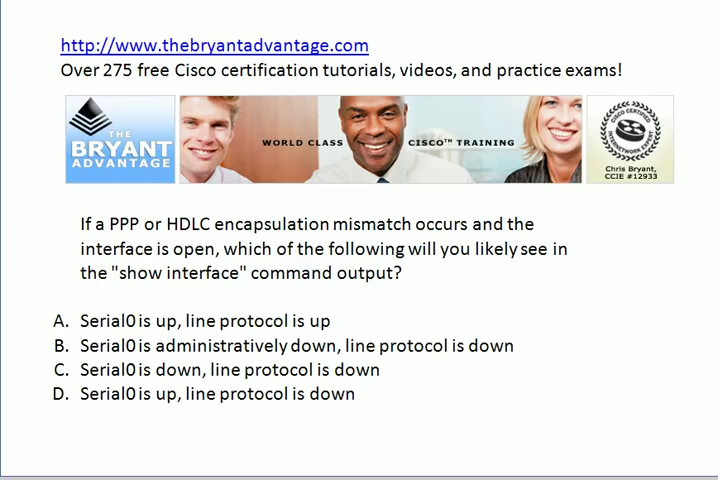 http://www.thebryantadvantage.com
Over 275 free Cisco certification tutorials, videos, and practice exams!
THE
BRYANT
ADVANTAGE
WORLD CLASS CISCO™ TRAINING
CISCO CERTIFIED
INTERNETWORK EXPERT
Chris Bryant,
CCIE #12933
If a PPP or HDLC encapsulation mismatch occurs and the
interface is open, which of the following will you likely see in
the "show interface" command output?
A. Serial0 is up, line protocol is up
B. Serial0 is administratively down, line protocol is down
C. Serial0 is down, line protocol is down
D. Serial0 is up, line protocol is down